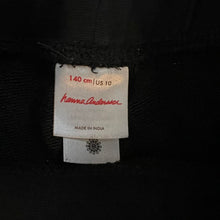 140 cm | US 10
hanna andersson
MADE IN INDIA